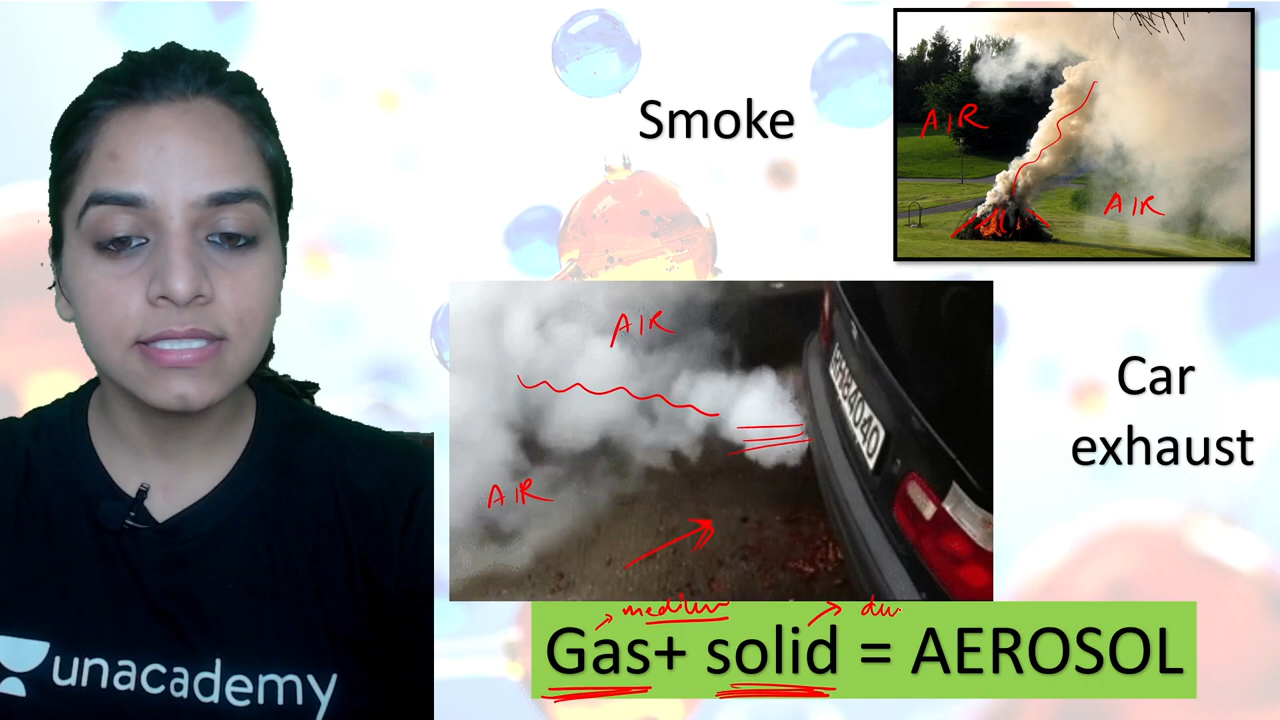 Smoke
AIR
AIR
AIR
AIR
Car
exhaust
medium
Gas+ solid = AEROSOL
unacademy